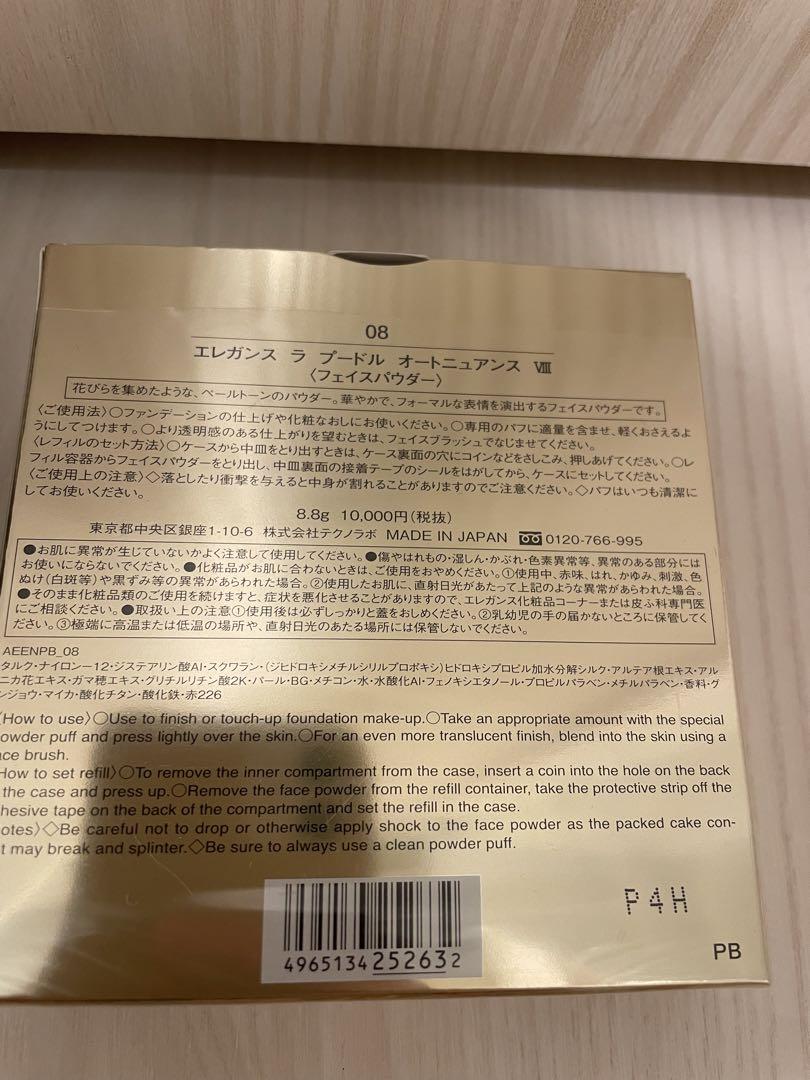 08
エレガンス ラ プードル オートニュアンス Ⅷ
〈フェイスパウダー〉
花びらを集めたような、ペールトーンのパウダー。華やかで、フォーマルな表情を演出するフェイスパウダーです。
〈ご使用法〉○ファンデーションの仕上げや化粧なおしにお使いください。○専用のパフに適量を含ませ、軽くおさえるよ
うにしてつけます。○より透明感のある仕上がりを望むときは、フェイスブラッシュでなじませてください。
〈レフィルのセット方法〉○ケースから中皿をとり出すときは、ケース裏面の穴にコインなどをさしこみ、押しあげてください。○レ
フィル容器からフェイスパウダーをとり出し、中皿裏面の接着テープのシールをはがしてから、ケースにセットしてください。
〈ご使用上の注意〉◇落としたり衝撃を与えると中身が割れることがありますのでご注意ください。◇パフはいつも清潔に
してお使いください。
8.8g 10,000円(税抜)
東京都中央区銀座1-10-6 株式会社テクノラボ MADE IN JAPAN 0120-766-995
●お肌に異常が生じていないかよく注意して使用してください。●傷やはれもの・湿しん・かぶれ・色素異常等、異常のある部分には
お使いにならないでください。●化粧品がお肌に合わないときは、ご使用をおやめください。①使用中、赤味、はれ、かゆみ、刺激、色
ぬけ(白斑等)や黒ずみ等の異常があらわれた場合。②使用したお肌に、直射日光があたって上記のような異常があらわれた場合。
●そのまま化粧品類のご使用を続けますと、症状を悪化させることがありますので、エレガンス化粧品コーナーまたは皮ふ科専門医
にご相談ください。●取扱い上の注意①使用後は必ずしっかりと蓋をおしめください。②乳幼児の手の届かないところに保管してく
ださい。③極端に高温または低温の場所や、直射日光のあたる場所には保管しないでください。
AEENPB_08
タルク・ナイロン-12・ジステアリン酸Al・スクワラン・(ジヒドロキシメチルシリルプロポキシ)ヒドロキシプロピル加水分解シルク・アルテア根エキス・アル
ニカ花エキス・ガマ穂エキス・グリチルリチン酸2K・パール・BG・メチコン・水・水酸化Al・フェノキシエタノール・プロピルパラベン・メチルパラベン・香料・グ
ンジョウ・マイカ・酸化チタン・酸化鉄・赤226
〈How to use〉○Use to finish or touch-up foundation make-up.○Take an appropriate amount with the special
owder puff and press lightly over the skin.○For an even more translucent finish, blend into the skin using a
ace brush.
How to set refill〉○To remove the inner compartment from the case, insert a coin into the hole on the back
the case and press up.○Remove the face powder from the refill container, take the protective strip off the
hesive tape on the back of the compartment and set the refill in the case.
otes〉◇Be careful not to drop or otherwise apply shock to the face powder as the packed cake con-
t may break and splinter.◇Be sure to always use a clean powder puff.
P4H
PB
4965134252632